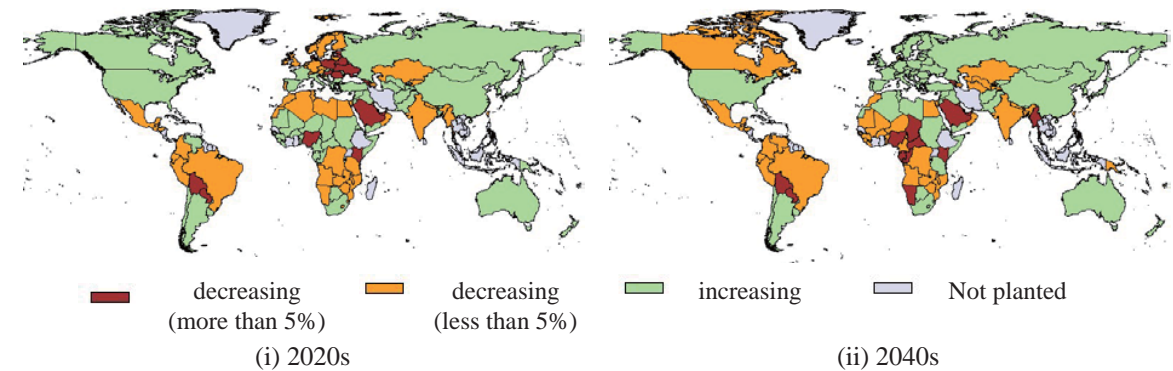 decreasing
(more than 5%)
decreasing
(less than 5%)
increasing
Not planted
(i) 2020s
(ii) 2040s